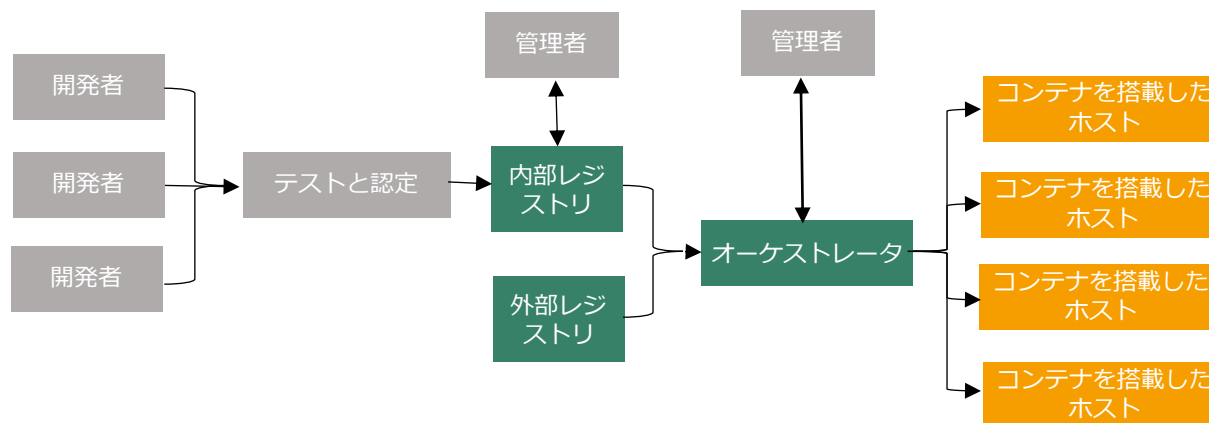 管理者
管理者
開発者
開発者
開発者
テストと認定
内部レジ
ストリ
外部レジ
ストリ
オーケストレータ
コンテナを搭載した
ホスト
コンテナを搭載した
ホスト
コンテナを搭載した
ホスト
コンテナを搭載した
ホスト